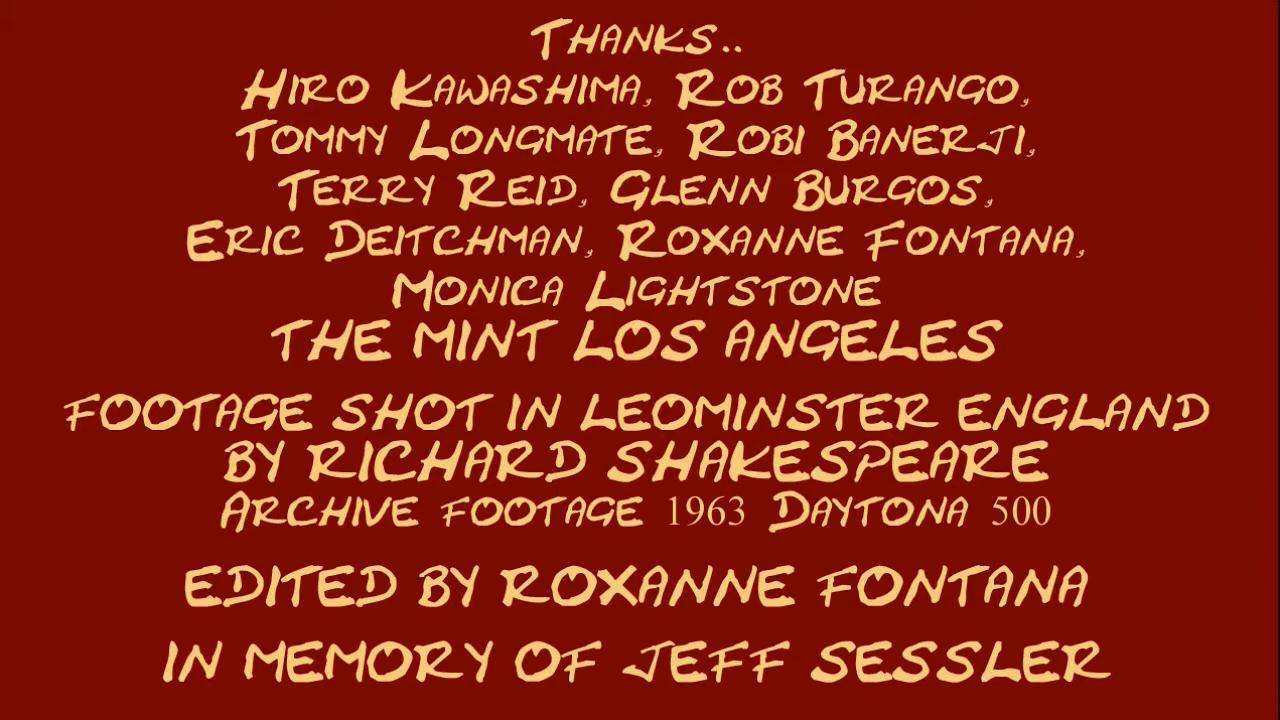 Thanks..
Hiro Kawashima, Rob Turango,
Tommy Longmate, Robi Banerji,
Terry Reid, Glenn Burgos,
Eric Deitchman, Roxanne Fontana,
Monica Lightstone
THE MINT LOS ANGELES
FOOTAGE SHOT IN LEOMINSTER ENGLAND
BY RICHARD SHAKESPEARE
Archive footage 1963 Daytona 500
EDITED BY ROXANNE FONTANA
IN MEMORY OF JEFF SESSLER